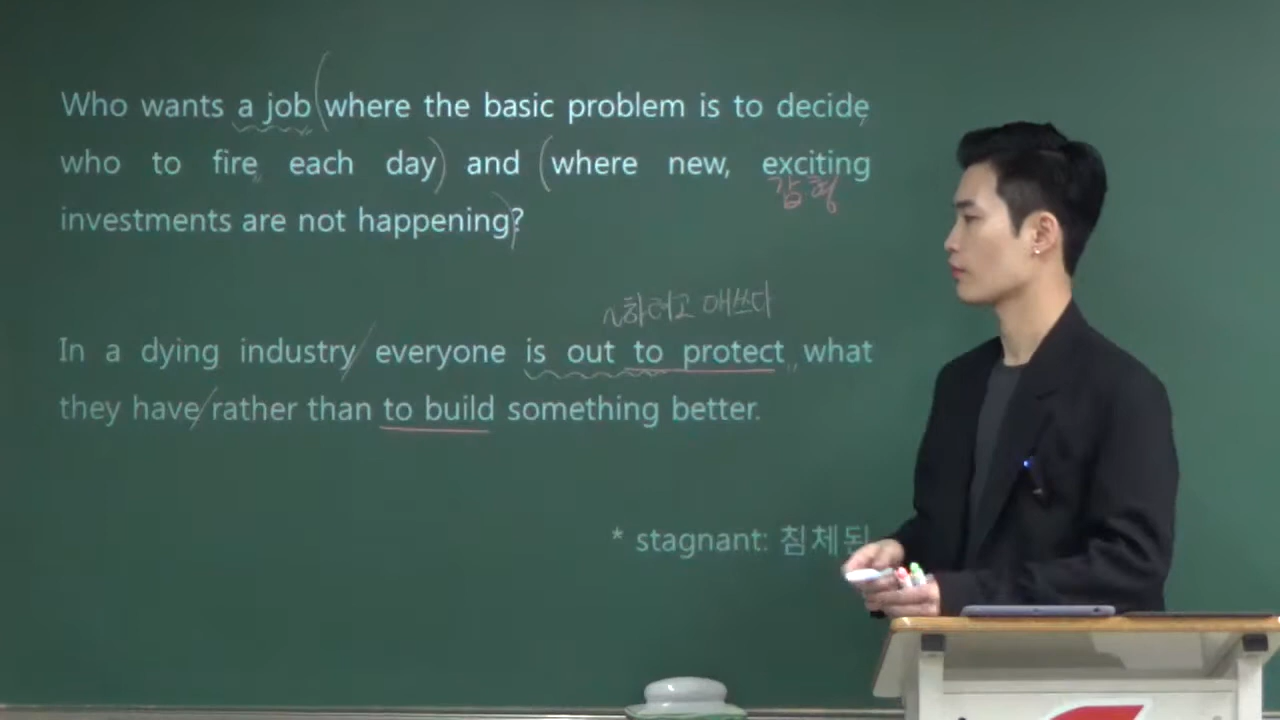 Who wants a job where the basic problem is to decide
who to fire each day and where new, exciting
감형
investments are not happening?
~하려고 애쓰다
In a dying industry everyone is out to protect what
they have rather than to build something better.
* stagnant: 침체된